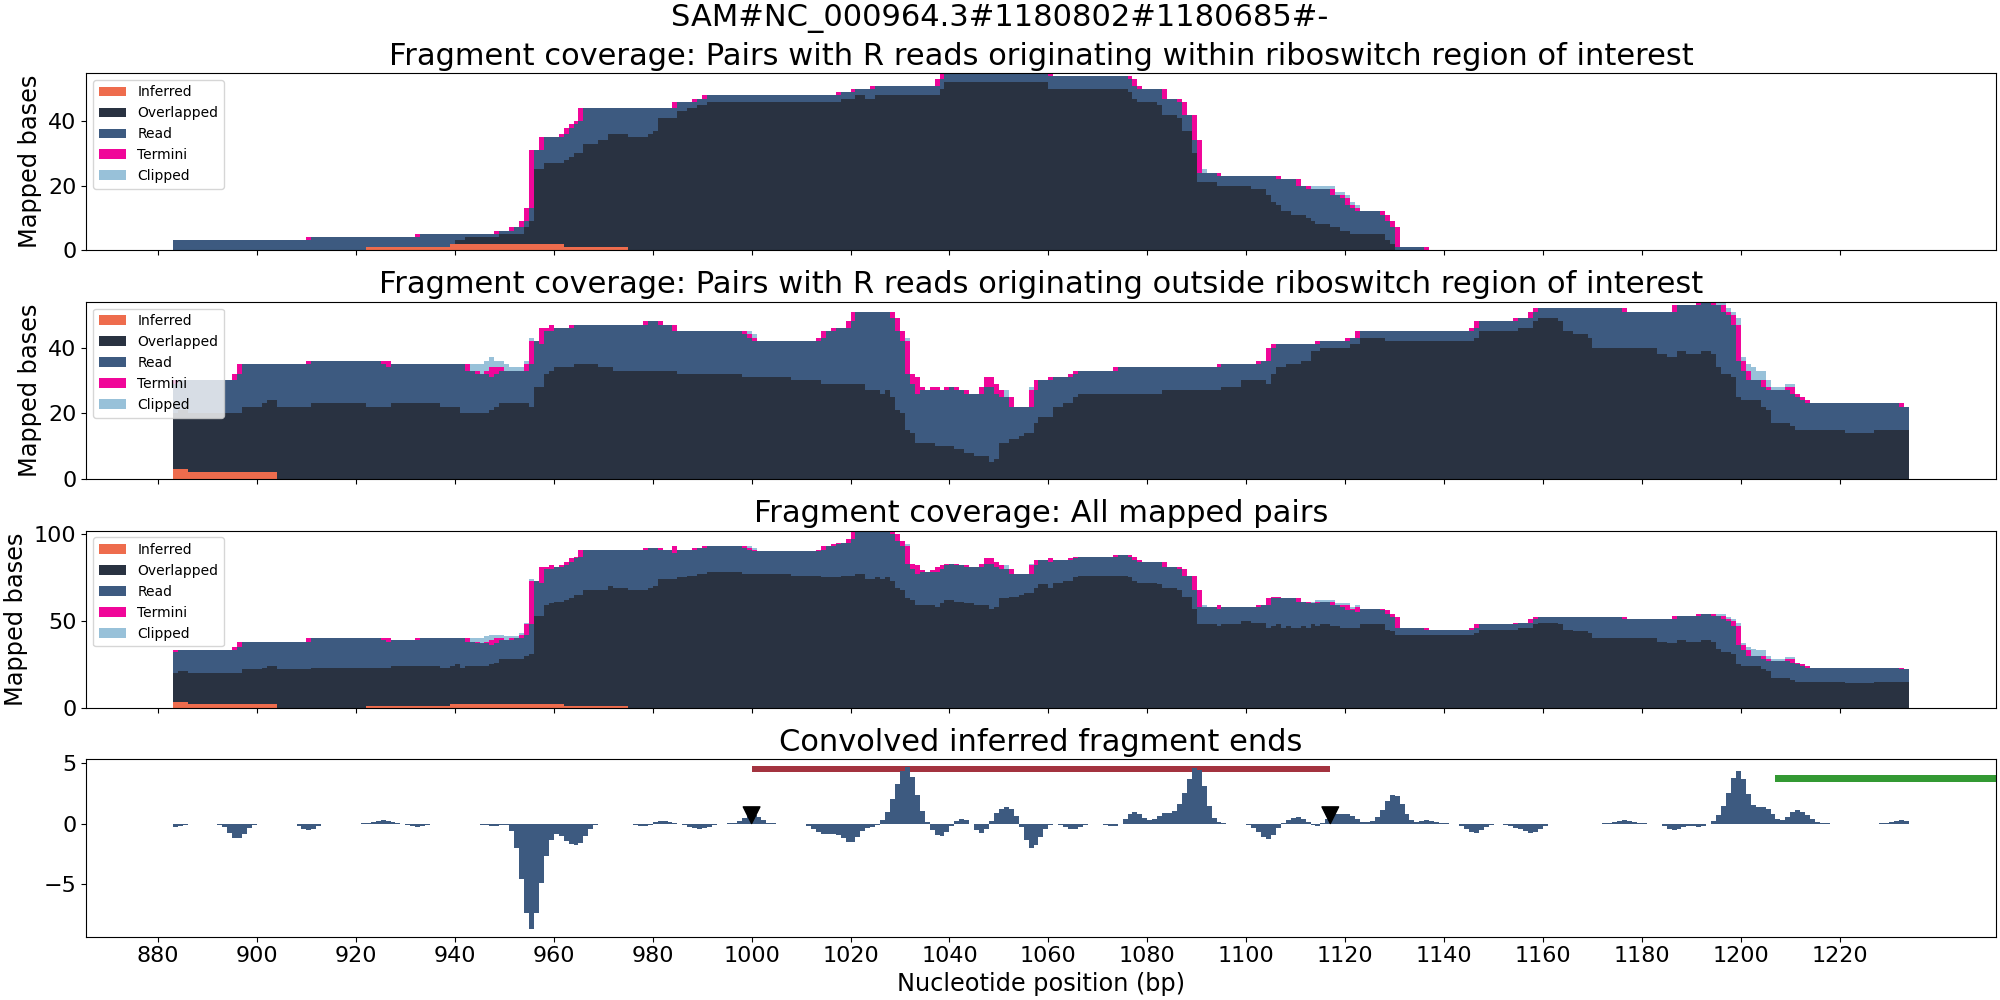 SAM#NC_000964.3#1180802#1180685#-
Fragment coverage: Pairs with R reads originating within riboswitch region of interest
Mapped bases
40
20
0
Inferred
Overlapped
Read
Termini
Clipped
Fragment coverage: Pairs with R reads originating outside riboswitch region of interest
Mapped bases
40
20
0
Inferred
Overlapped
Read
Termini
Clipped
Fragment coverage: All mapped pairs
Mapped bases
100
50
0
Inferred
Overlapped
Read
Termini
Clipped
Convolved inferred fragment ends
5
0
−5
880 900 920 940 960 980 1000 1020 1040 1060 1080 1100 1120 1140 1160 1180 1200 1220
Nucleotide position (bp)